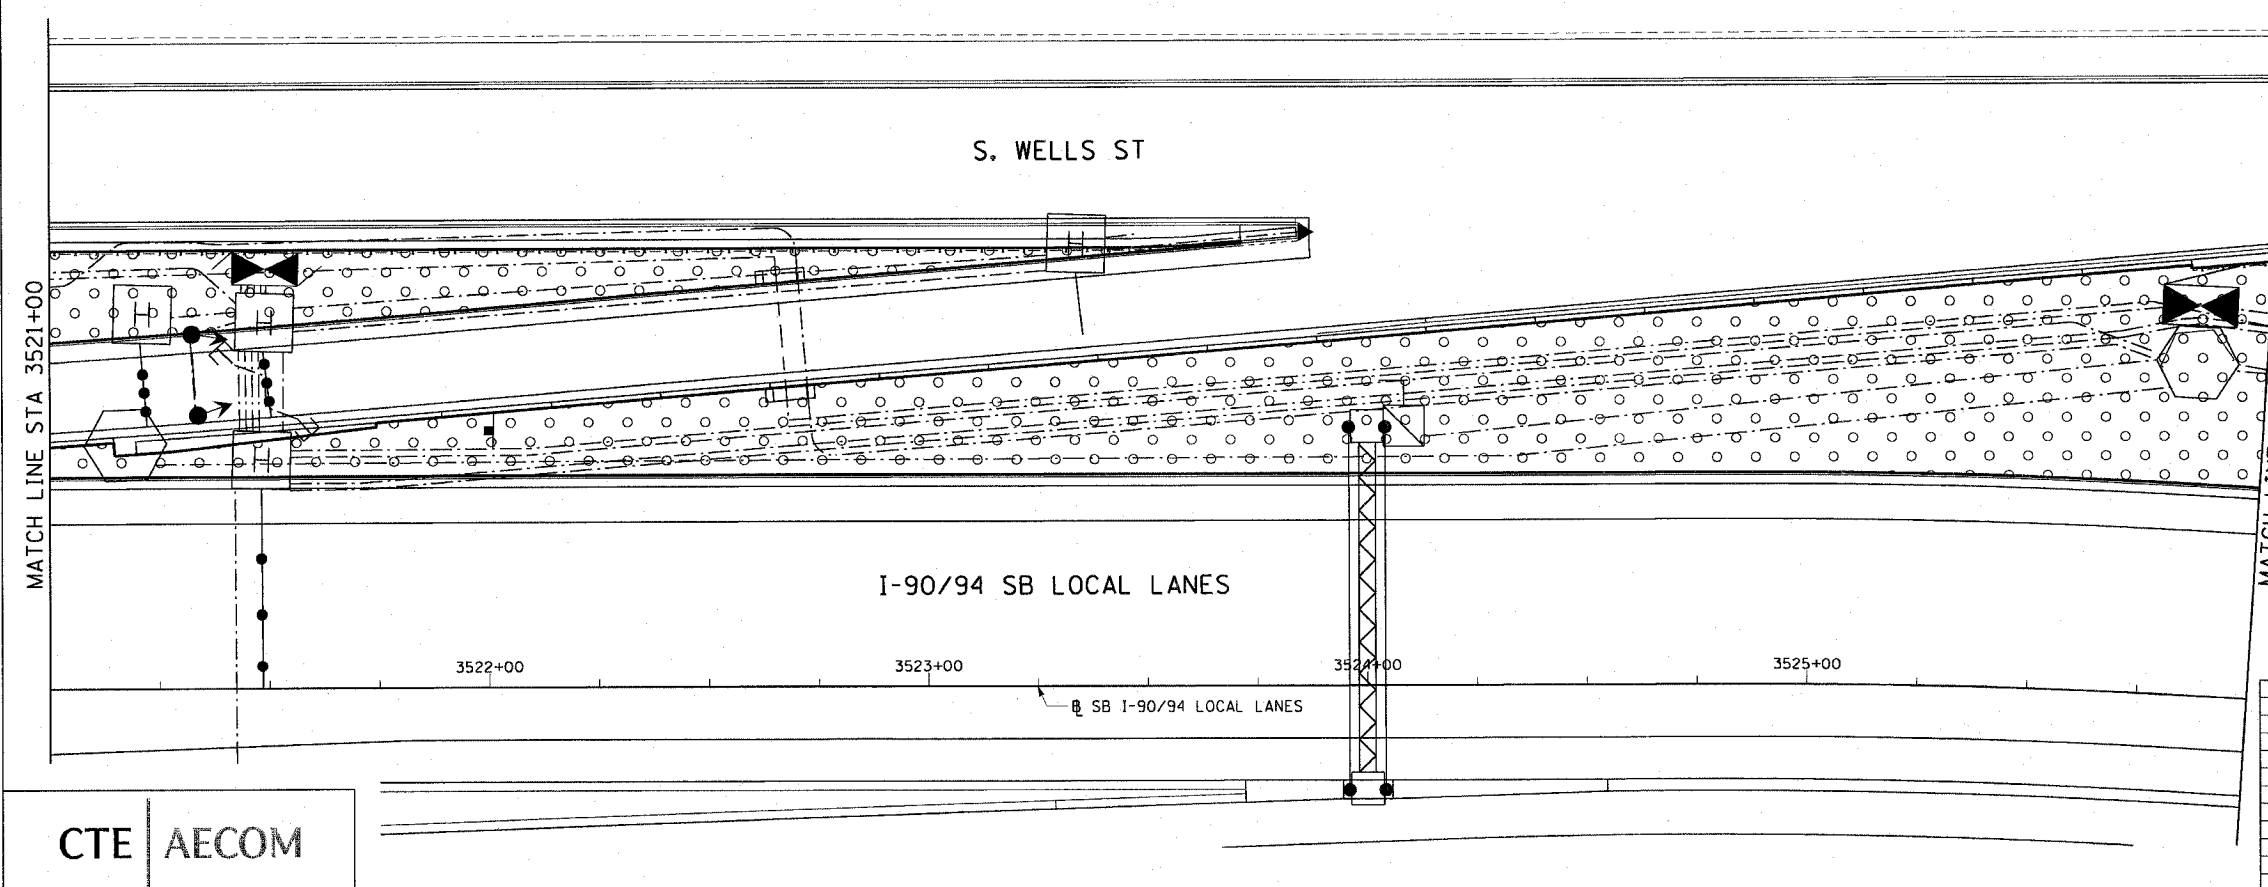 S. WELLS ST
MATCH LINE STA 3521+00
I-90/94 SB LOCAL LANES
3522+00
3523+00
3524+00
3525+00
SB I-90/94 LOCAL LANES
CTE AECOM
MATCH